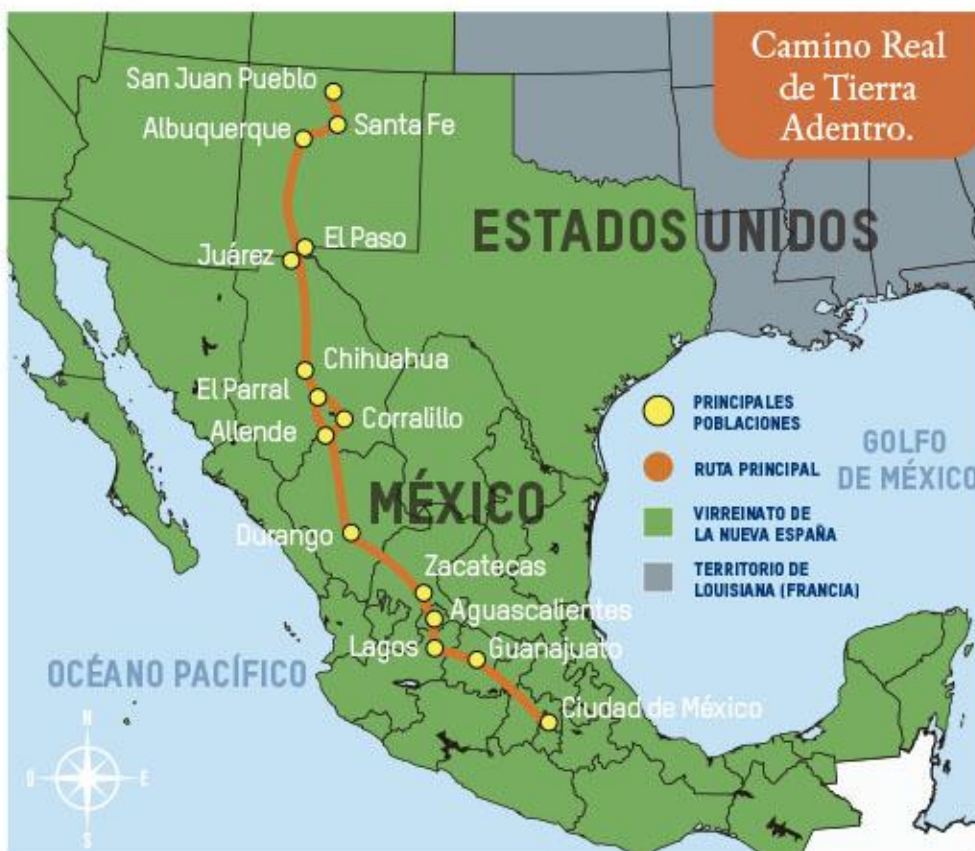 Camino Real
de Tierra
Adentro.
San Juan Pueblo
Santa Fe
Albuquerque
ESTADOS UNIDOS
El Paso
Juárez
Chihuahua
El Parral
Corralillo
Allende
PRINCIPALES
POBLACIONES
RUTA PRINCIPAL
VIRREINATO DE
LA NUEVA ESPAÑA
TERRITORIO DE
LOUISIANA (FRANCIA)
GOLFO
DE MÉXICO
MÉXICO
Durango
Zacatecas
Aguascalientes
Lagos
Guanajuato
Ciudad de México
OCÉANO PACÍFICO
N
O
E
S